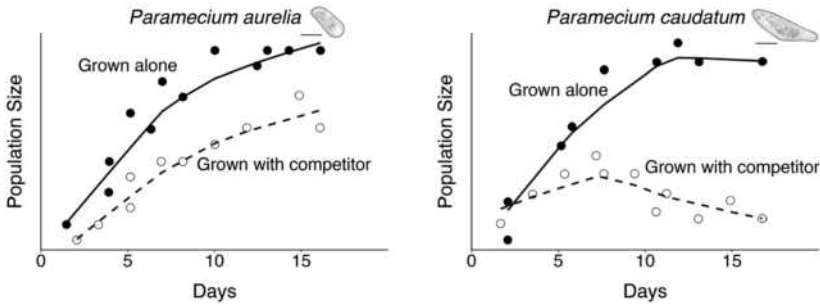 Paramecium aurelia
Grown alone
Grown with competitor
Population Size
0 5 10 15
Days
Paramecium caudatum
Grown alone
Grown with competitor
Population Size
0 5 10 15
Days